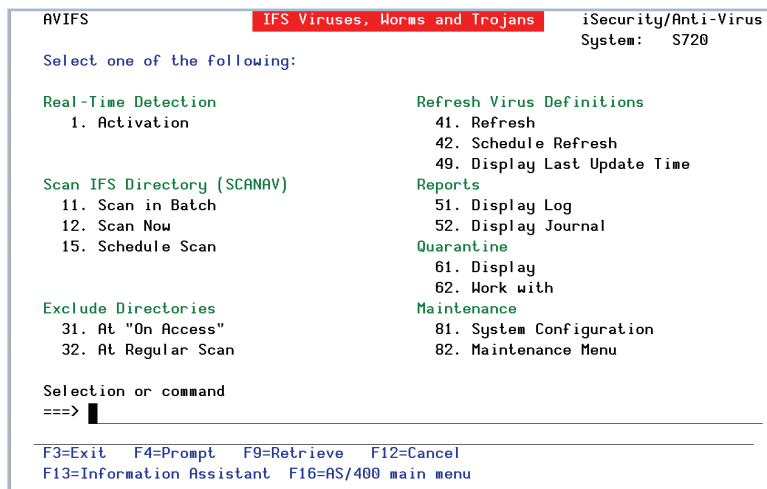 AVIFS IFS Viruses, Worms and Trojans iSecurity/Anti-Virus
System: S720
Select one of the following:
Real-Time Detection Refresh Virus Definitions
1. Activation 41. Refresh
42. Schedule Refresh
49. Display Last Update Time
Scan IFS Directory (SCANAV) Reports
11. Scan in Batch 51. Display Log
12. Scan Now 52. Display Journal
15. Schedule Scan Quarantine
61. Display
62. Work with
Exclude Directories Maintenance
31. At "On Access" 81. System Configuration
32. At Regular Scan 82. Maintenance Menu
Selection or command
===>
F3=Exit F4=Prompt F9=Retrieve F12=Cancel
F13=Information Assistant F16=AS/400 main menu